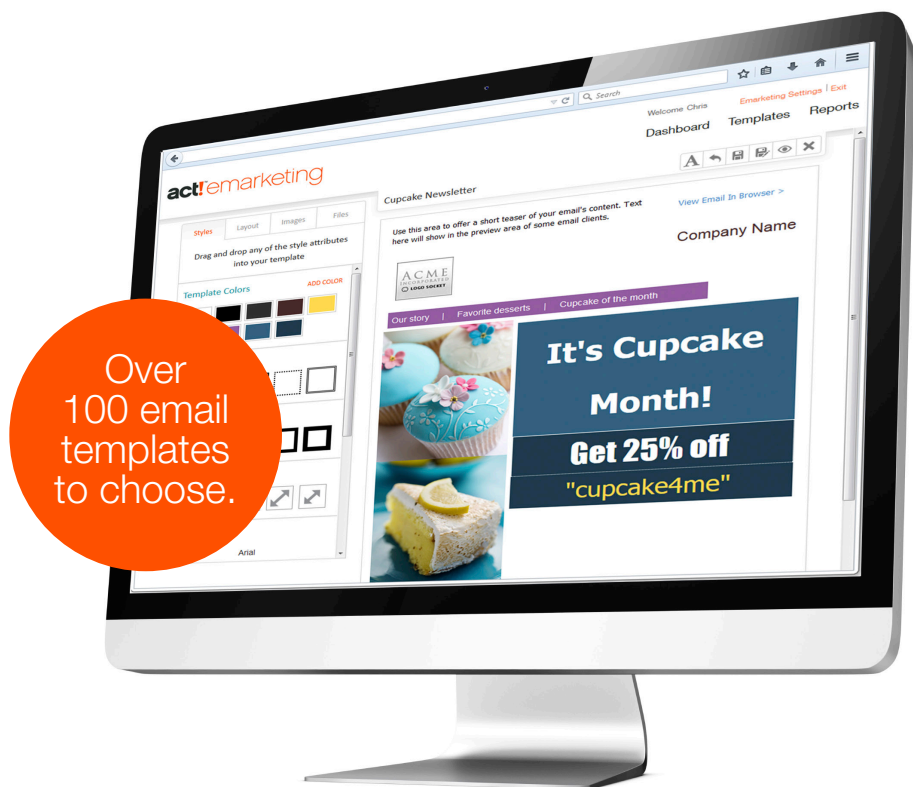 Search
Welcome Chris
Emarketing Settings | Exit
Dashboard
Templates
Reports
act! emarketing
Cupcake Newsletter
Styles
Layout
Images
Files
Drag and drop any of the style attributes
into your template
Template Colors
ADD COLOR
Arial
Use this area to offer a short teaser of your email's content. Text
here will show in the preview area of some email clients.
View Email In Browser >
Company Name
ACME
INCORPORATED
LOGO SOCKET
Our story | Favorite desserts | Cupcake of the month
It's Cupcake
Month!
Get 25% off
"cupcake4me"
Over
100 email
templates
to choose.